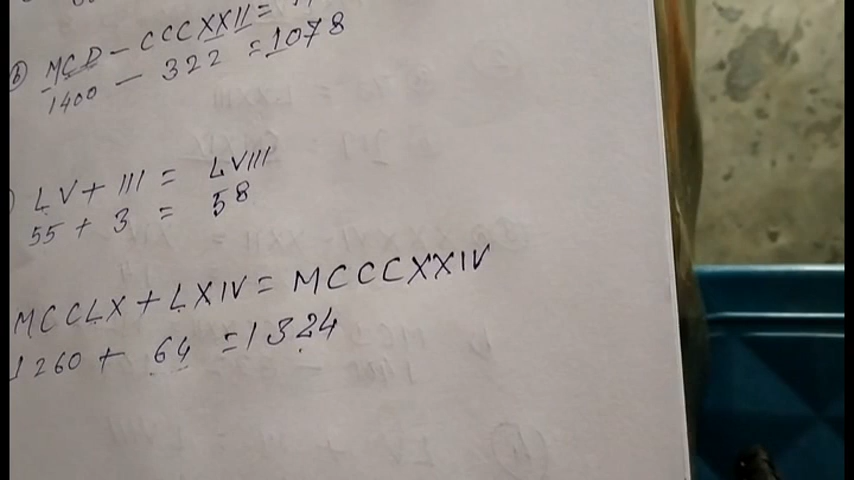 b) MCD - CCCXXII =
1400 - 322 = 1078
LV + III = LVIII
55 + 3 = 58
MCCLX + LXIV = MCCCXXIV
1260 + 64 = 1324